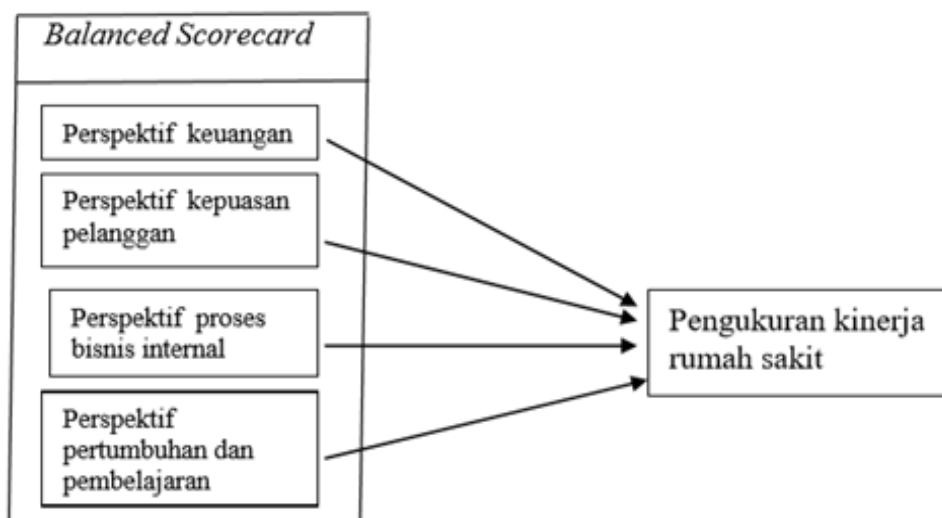 Balanced Scorecard
Perspektif keuangan
Perspektif kepuasan
pelanggan
Perspektif proses
bisnis internal
Perspektif
pertumbuhan dan
pembelajaran
Pengukuran kinerja
rumah sakit